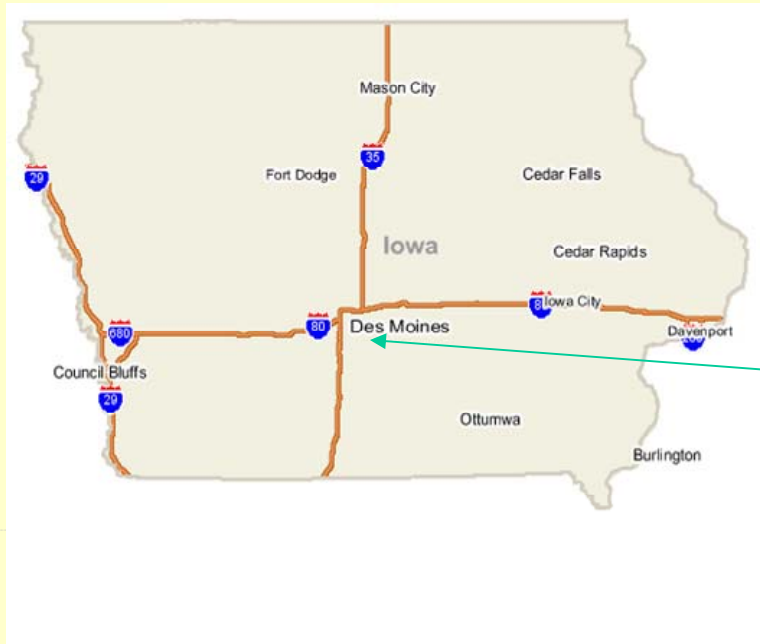 Mason City
35
Fort Dodge
Cedar Falls
29
Iowa
Cedar Rapids
Iowa City
80
680
Des Moines
Davenport
Council Bluffs
29
Ottumwa
Burlington